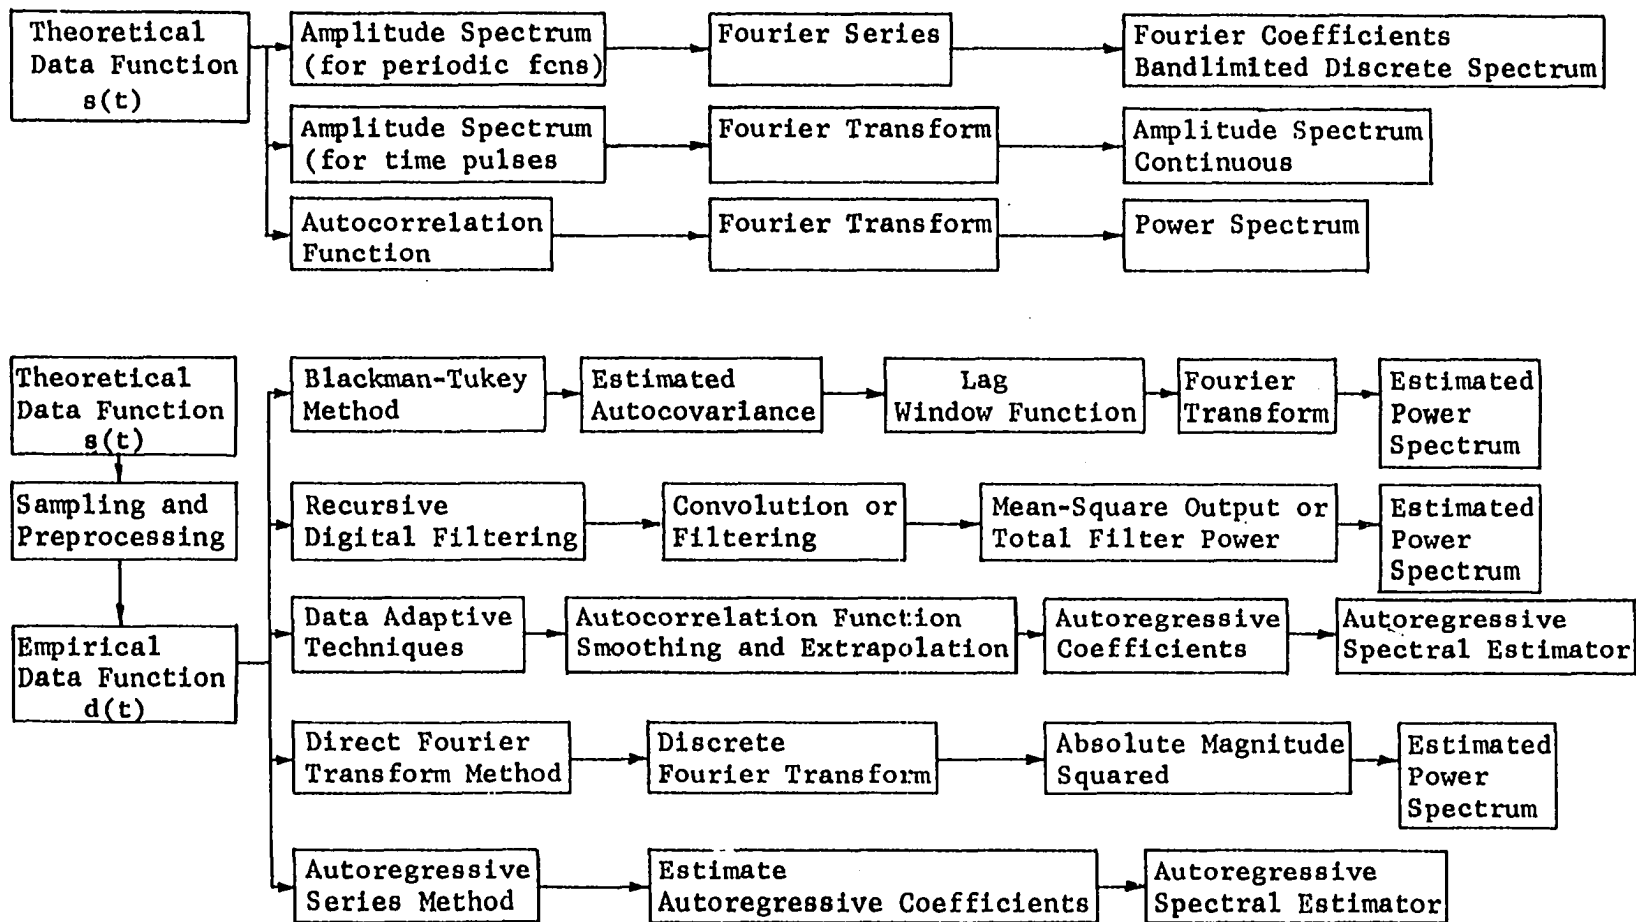 Theoretical
Data Function
s(t)
Amplitude Spectrum
(for periodic fcns)
Fourier Series
Fourier Coefficients
Bandlimited Discrete Spectrum
Amplitude Spectrum
(for time pulses
Fourier Transform
Amplitude Spectrum
Continuous
Autocorrelation
Function
Fourier Transform
Power Spectrum
Theoretical
Data Function
s(t)
Sampling and
Preprocessing
Empirical
Data Function
d(t)
Blackman-Tukey
Method
Estimated
Autocovariance
Lag
Window Function
Fourier
Transform
Estimated
Power
Spectrum
Recursive
Digital Filtering
Convolution or
Filtering
Mean-Square Output or
Total Filter Power
Estimated
Power
Spectrum
Data Adaptive
Techniques
Autocorrelation Function
Smoothing and Extrapolation
Autoregressive
Coefficients
Autoregressive
Spectral Estimator
Direct Fourier
Transform Method
Discrete
Fourier Transform
Absolute Magnitude
Squared
Estimated
Power
Spectrum
Autoregressive
Series Method
Estimate
Autoregressive Coefficients
Autoregressive
Spectral Estimator